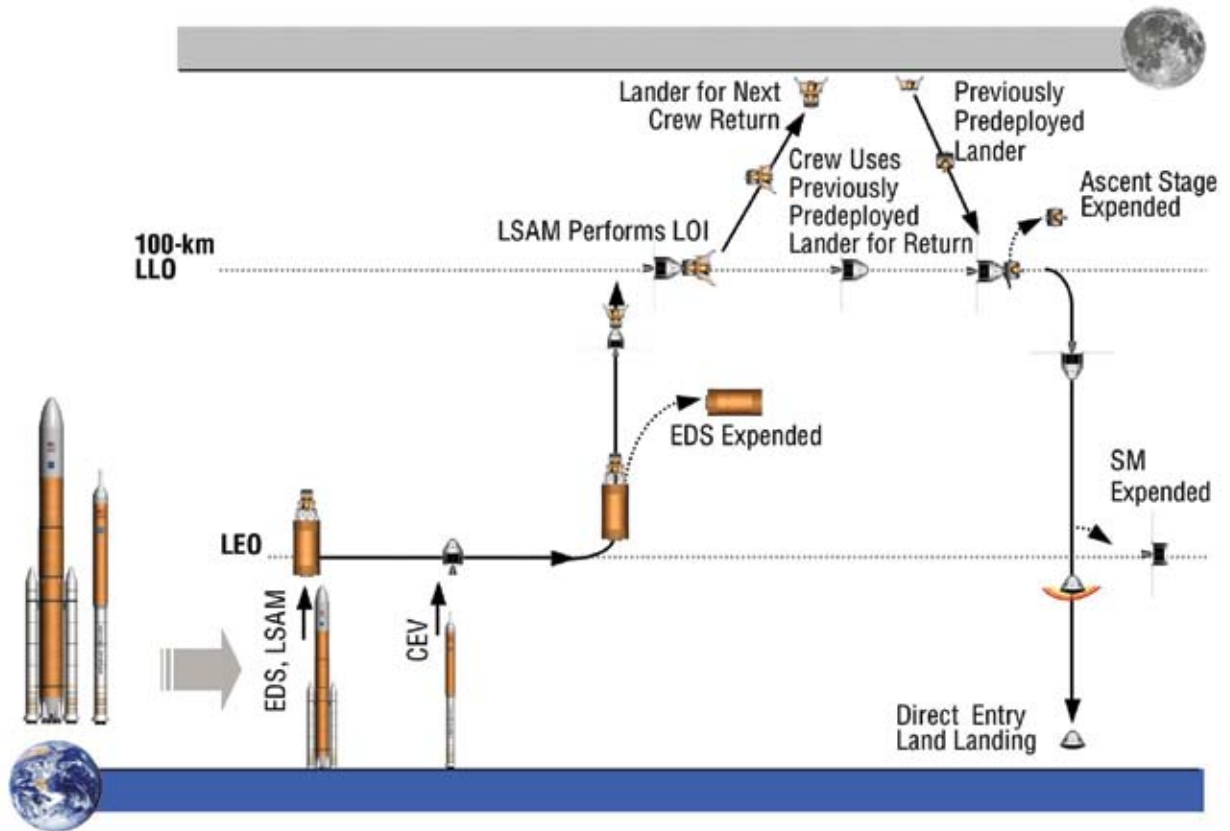 Lander for Next
Crew Return
Previously
Predeployed
Lander
Crew Uses
Previously
Predeployed
Lander for Return
Ascent Stage
Expended
LSAM Performs LOI
100-km
LLO
EDS Expended
SM
Expended
LEO
EDS, LSAM
CEV
Direct Entry
Land Landing